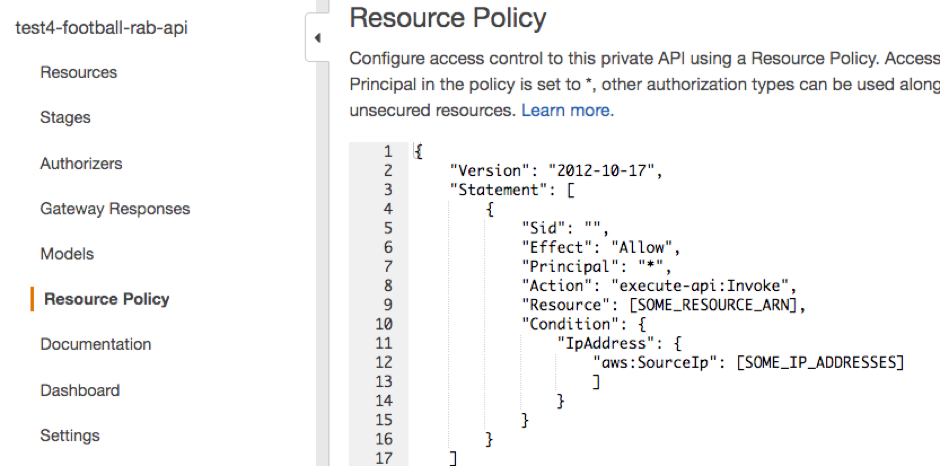 test4-football-rab-api
Resources
Stages
Authorizers
Gateway Responses
Models
Resource Policy
Documentation
Dashboard
Settings
Resource Policy
Configure access control to this private API using a Resource Policy. Access
Principal in the policy is set to *, other authorization types can be used along
unsecured resources. Learn more.
1 {
2 "Version": "2012-10-17",
3 "Statement": [
4 {
5 "Sid": "",
6 "Effect": "Allow",
7 "Principal": "*",
8 "Action": "execute-api:Invoke",
9 "Resource": [SOME_RESOURCE_ARN],
10 "Condition": {
11 "IpAddress": {
12 "aws:SourceIp": [SOME_IP_ADDRESSES]
13 ]
14 }
15 }
16 }
17 ]